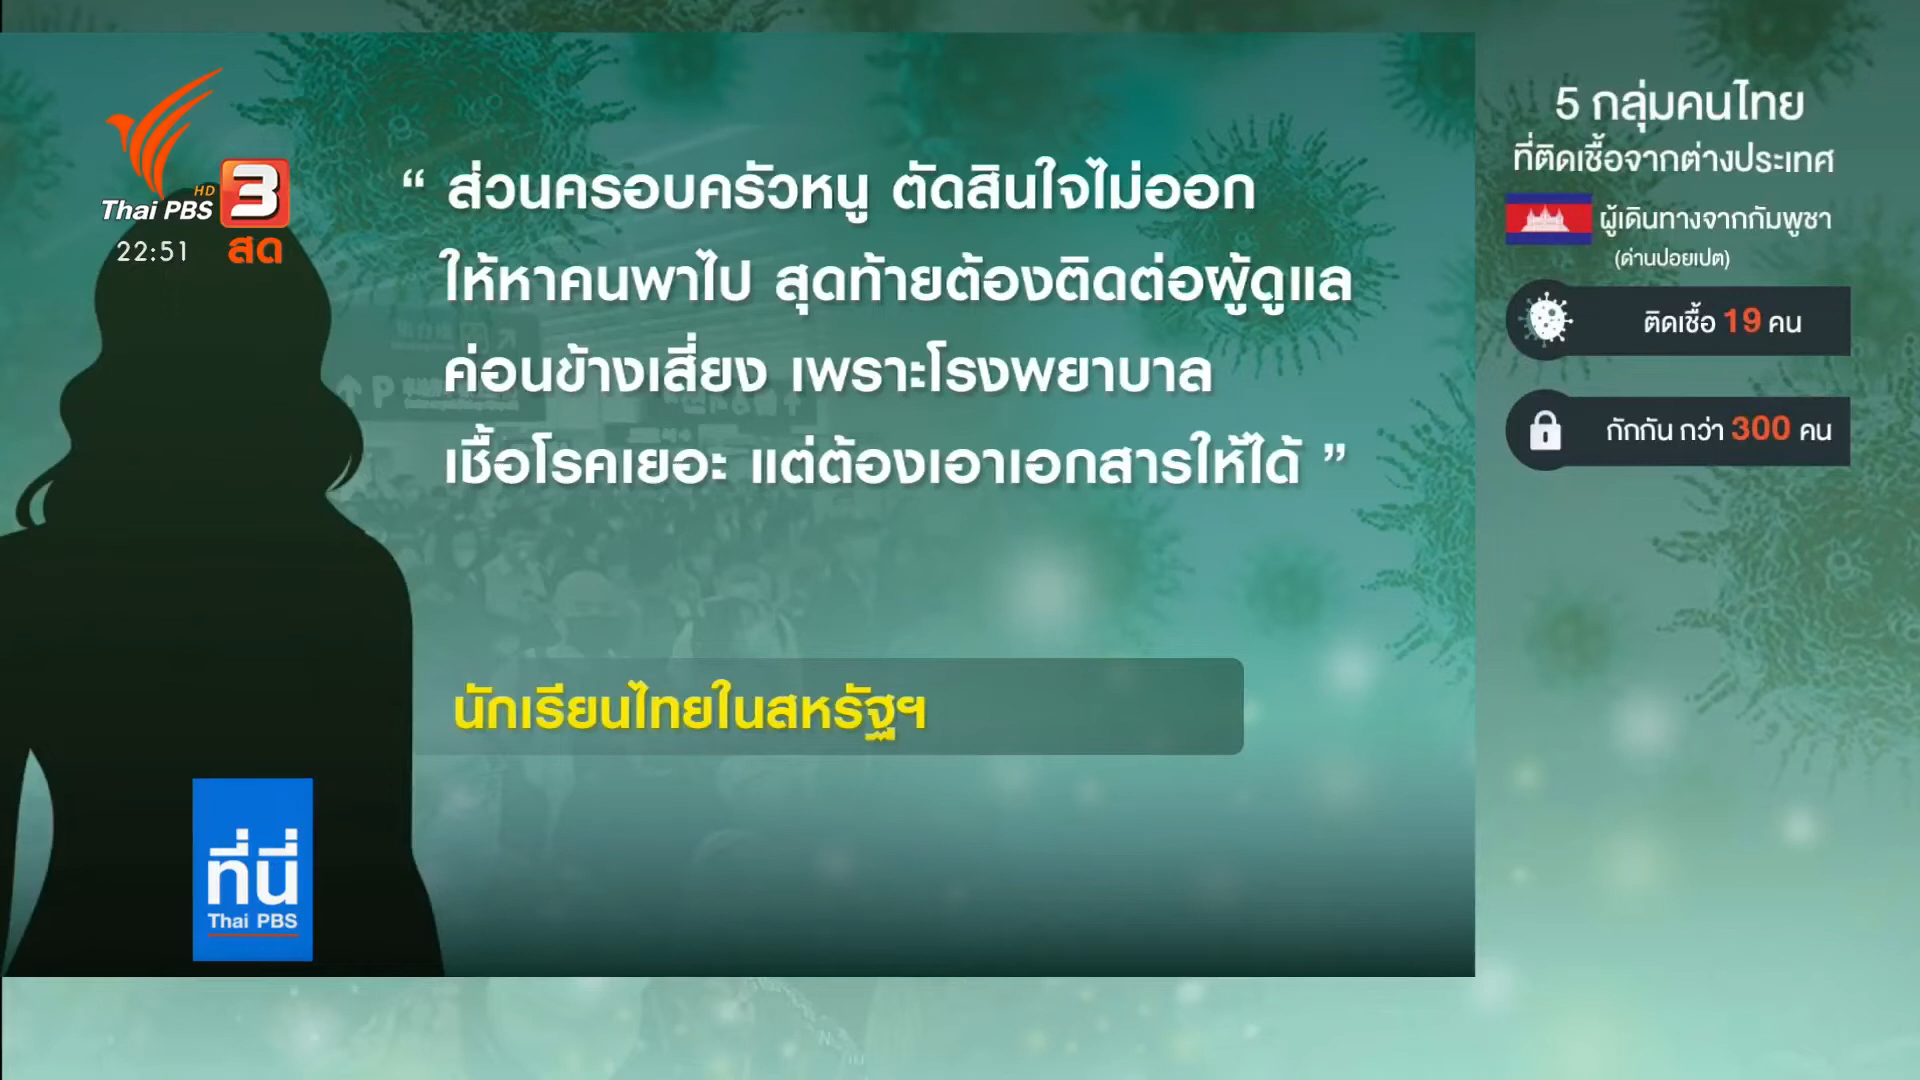 Thai PBS
HD
3
22:51
สด
“ ส่วนครอบครัวหนู ตัดสินใจไม่ออก
ให้หาคนพาไป สุดท้ายต้องติดต่อผู้ดูแล
ค่อนข้างเสี่ยง เพราะโรงพยาบาล
เชื้อโรคเยอะ แต่ต้องเอาเอกสารให้ได้ ”
นักเรียนไทยในสหรัฐฯ
ที่นี่
Thai PBS
5 กลุ่มคนไทย
ที่ติดเชื้อจากต่างประเทศ
ผู้เดินทางจากกัมพูชา
(ด่านปอยเปต)
ติดเชื้อ 19 คน
กักกัน กว่า 300 คน